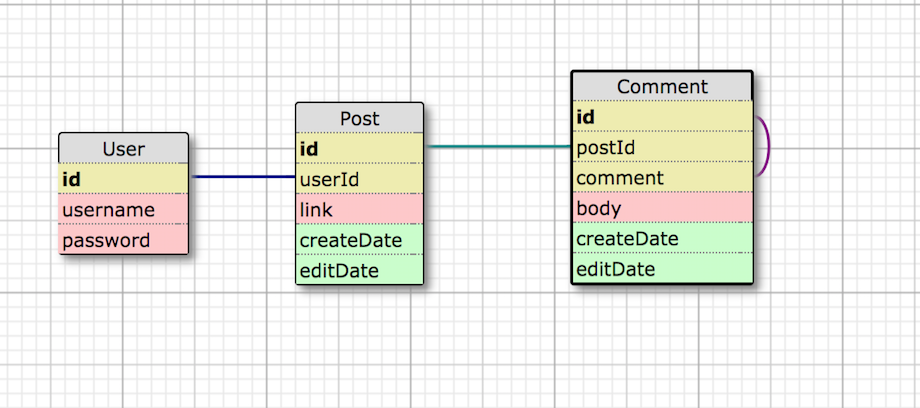 User
id
username
password
Post
id
userId
link
createDate
editDate
Comment
id
postId
comment
body
createDate
editDate